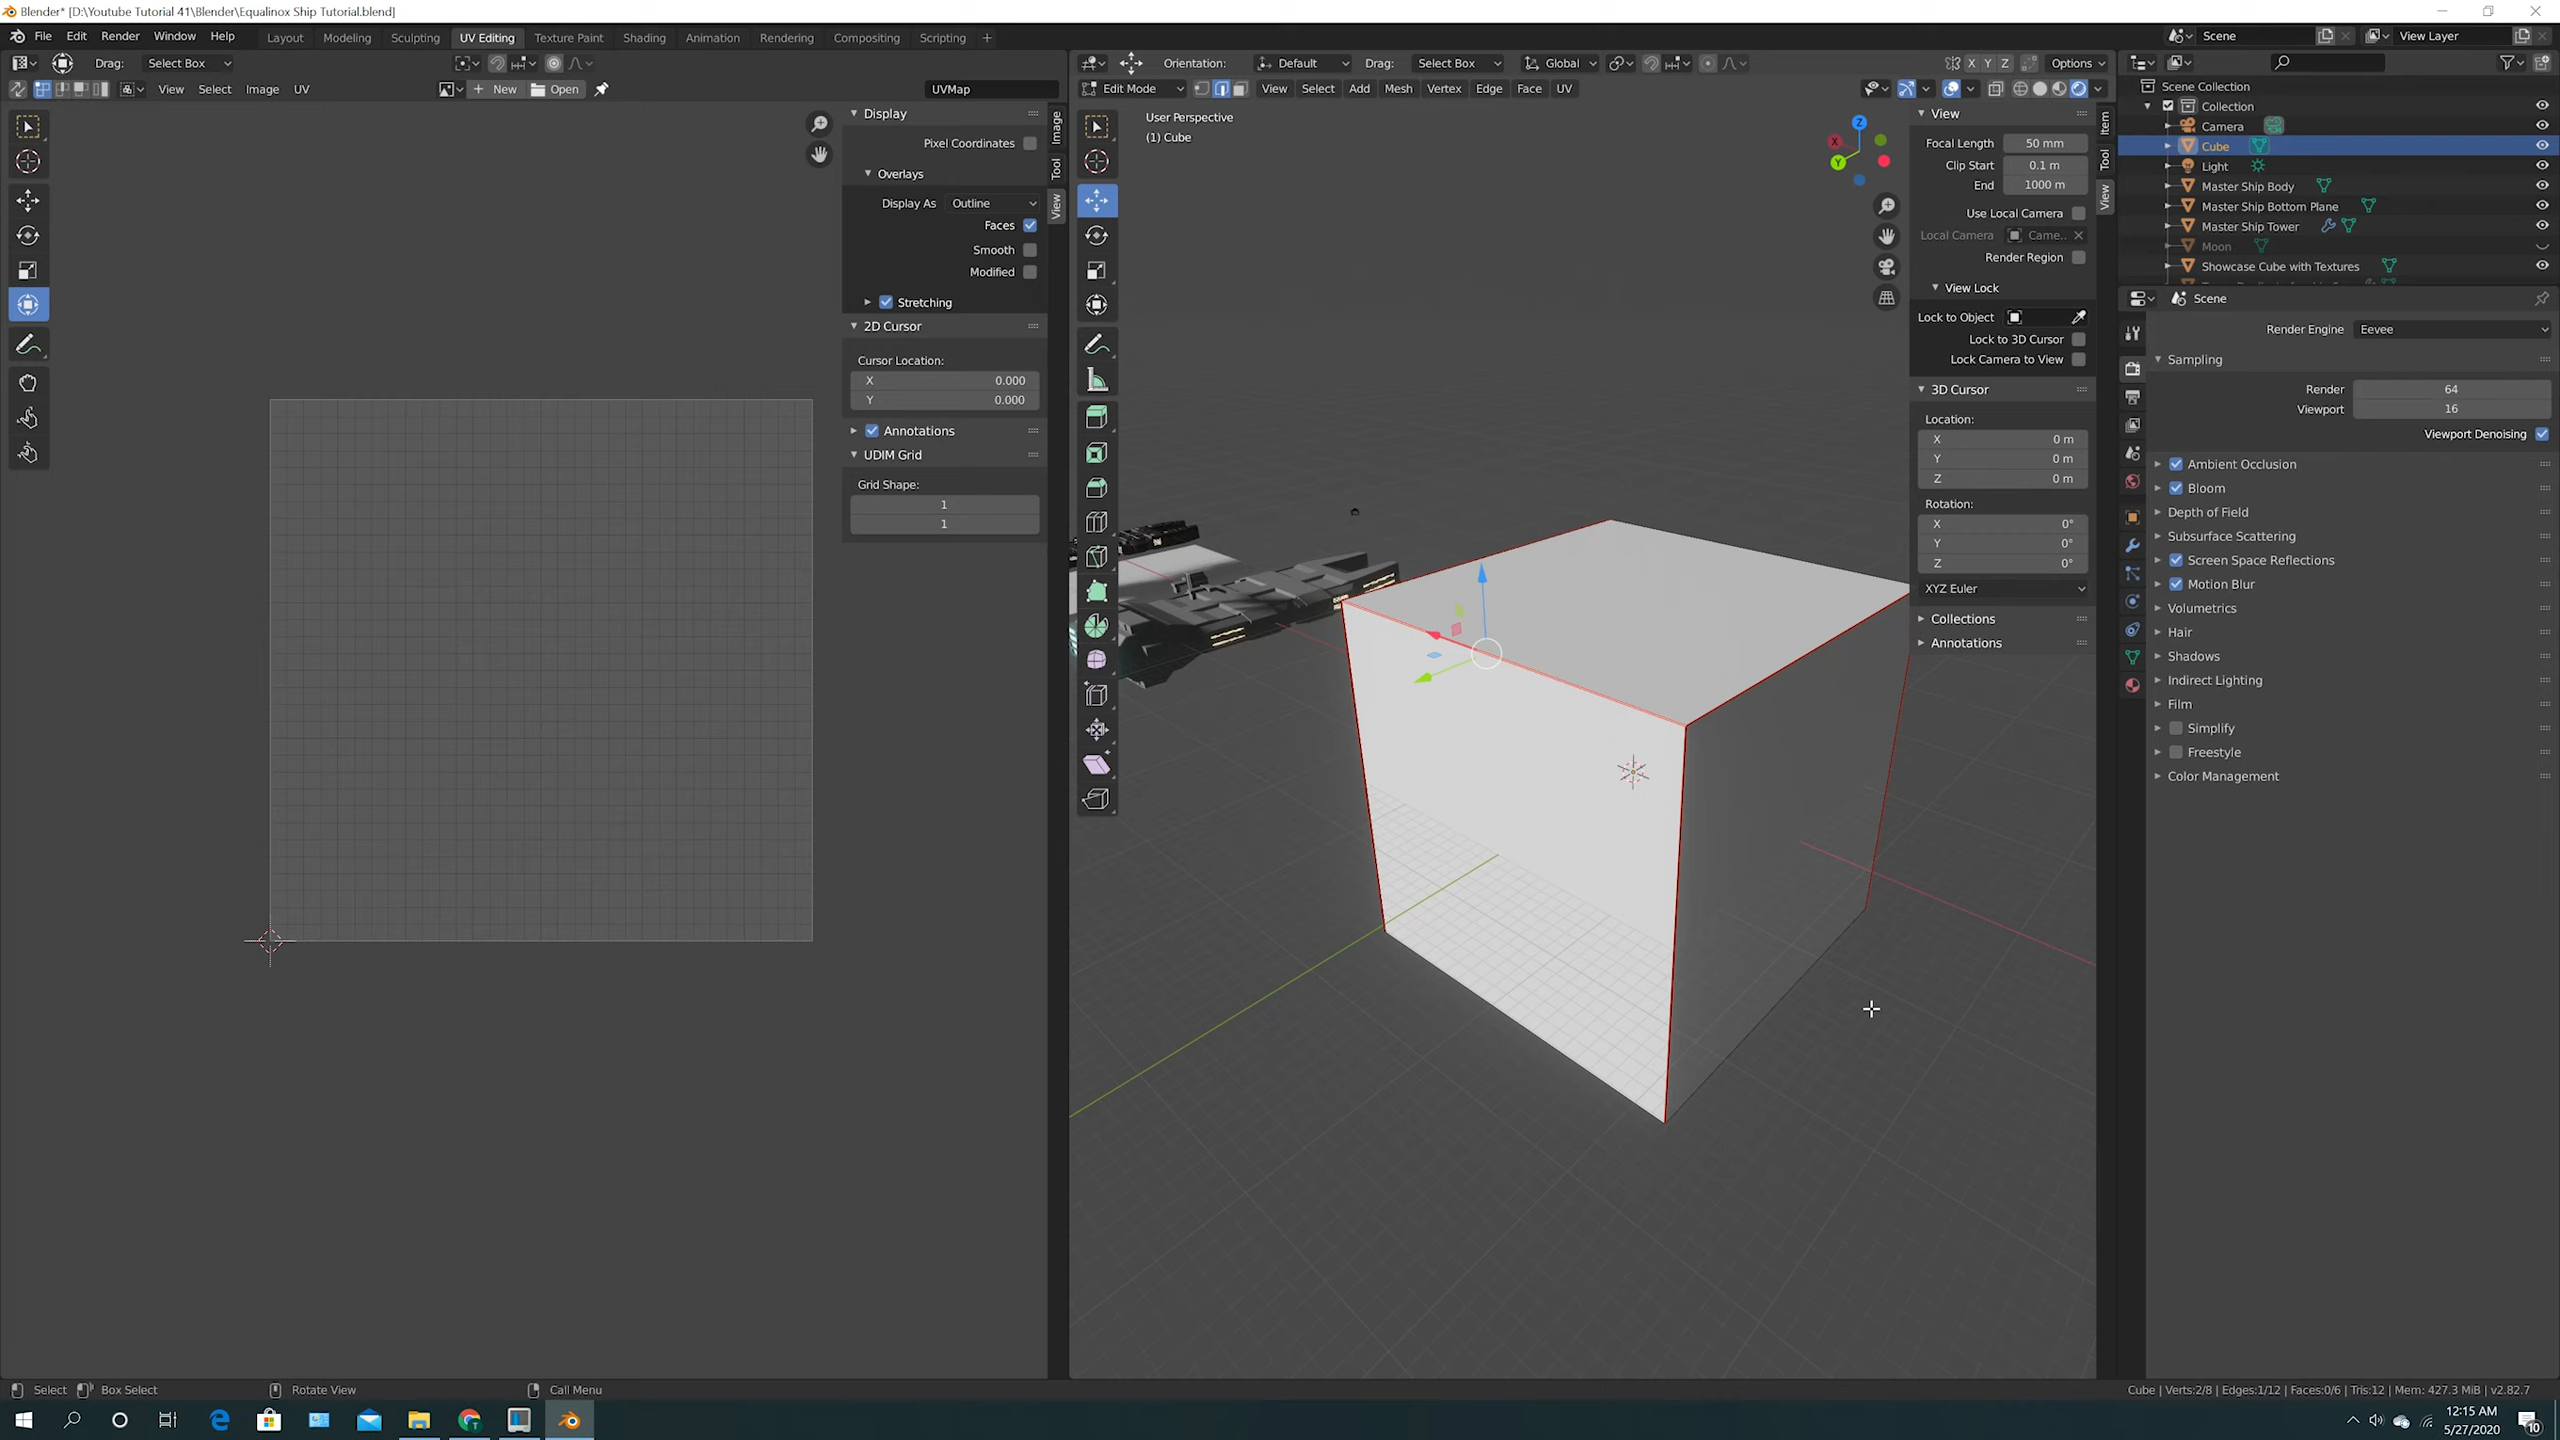 Blender* [D:\Youtube Tutorial 41\Blender\Equalinox Ship Tutorial.blend]
File Edit Render Window Help Layout Modeling Sculpting UV Editing Texture Paint Shading Animation Rendering Compositing Scripting + Scene View Layer
Drag: Select Box Orientation: Default Drag: Select Box Global X Y Z Options
View Select Image UV New Open UVMap Edit Mode View Select Add Mesh Vertex Edge Face UV
Display
Pixel Coordinates
Overlays
Display As Outline
Faces
Smooth
Modified
Stretching
2D Cursor
Cursor Location:
X 0.000
Y 0.000
Annotations
UDIM Grid
Grid Shape:
1
1
Image
Tool
View
User Perspective
(1) Cube
Z
X
Y
View
Focal Length 50 mm
Clip Start 0.1 m
End 1000 m
Use Local Camera
Local Camera Came..
Render Region
View Lock
Lock to Object
Lock to 3D Cursor
Lock Camera to View
3D Cursor
Location:
X 0 m
Y 0 m
Z 0 m
Rotation:
X 0°
Y 0°
Z 0°
XYZ Euler
Collections
Annotations
Item
Tool
View
Scene Collection
Collection
Camera
Cube
Light
Master Ship Body
Master Ship Bottom Plane
Master Ship Tower
Moon
Showcase Cube with Textures
Scene
Render Engine Eevee
Sampling
Render 64
Viewport 16
Viewport Denoising
Ambient Occlusion
Bloom
Depth of Field
Subsurface Scattering
Screen Space Reflections
Motion Blur
Volumetrics
Hair
Shadows
Indirect Lighting
Film
Simplify
Freestyle
Color Management
Select Box Select Rotate View Call Menu Cube | Verts:2/8 | Edges:1/12 | Faces:0/6 | Tris:12 | Mem: 427.3 MiB | v2.82.7
12:15 AM
5/27/2020
10